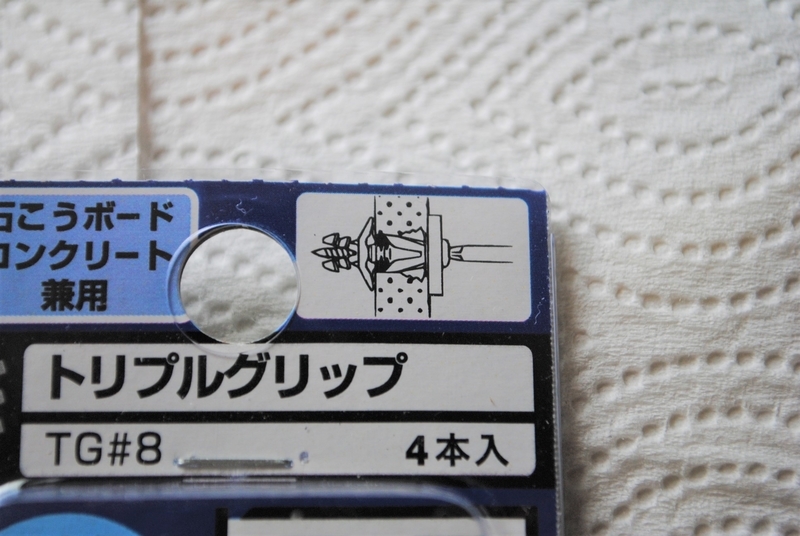 石こうボード
コンクリート
兼用
トリプルグリップ
TG#8
4本入